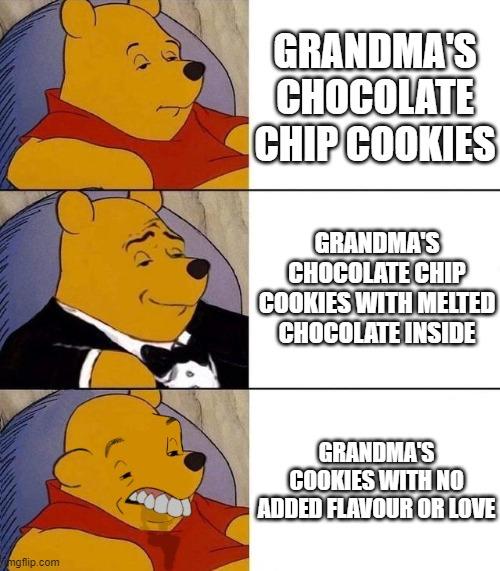 GRANDMA'S
CHOCOLATE
CHIP COOKIES
GRANDMA'S
CHOCOLATE CHIP
COOKIES WITH MELTED
CHOCOLATE INSIDE
GRANDMA'S
COOKIES WITH NO
ADDED FLAVOUR OR LOVE
imgflip.com